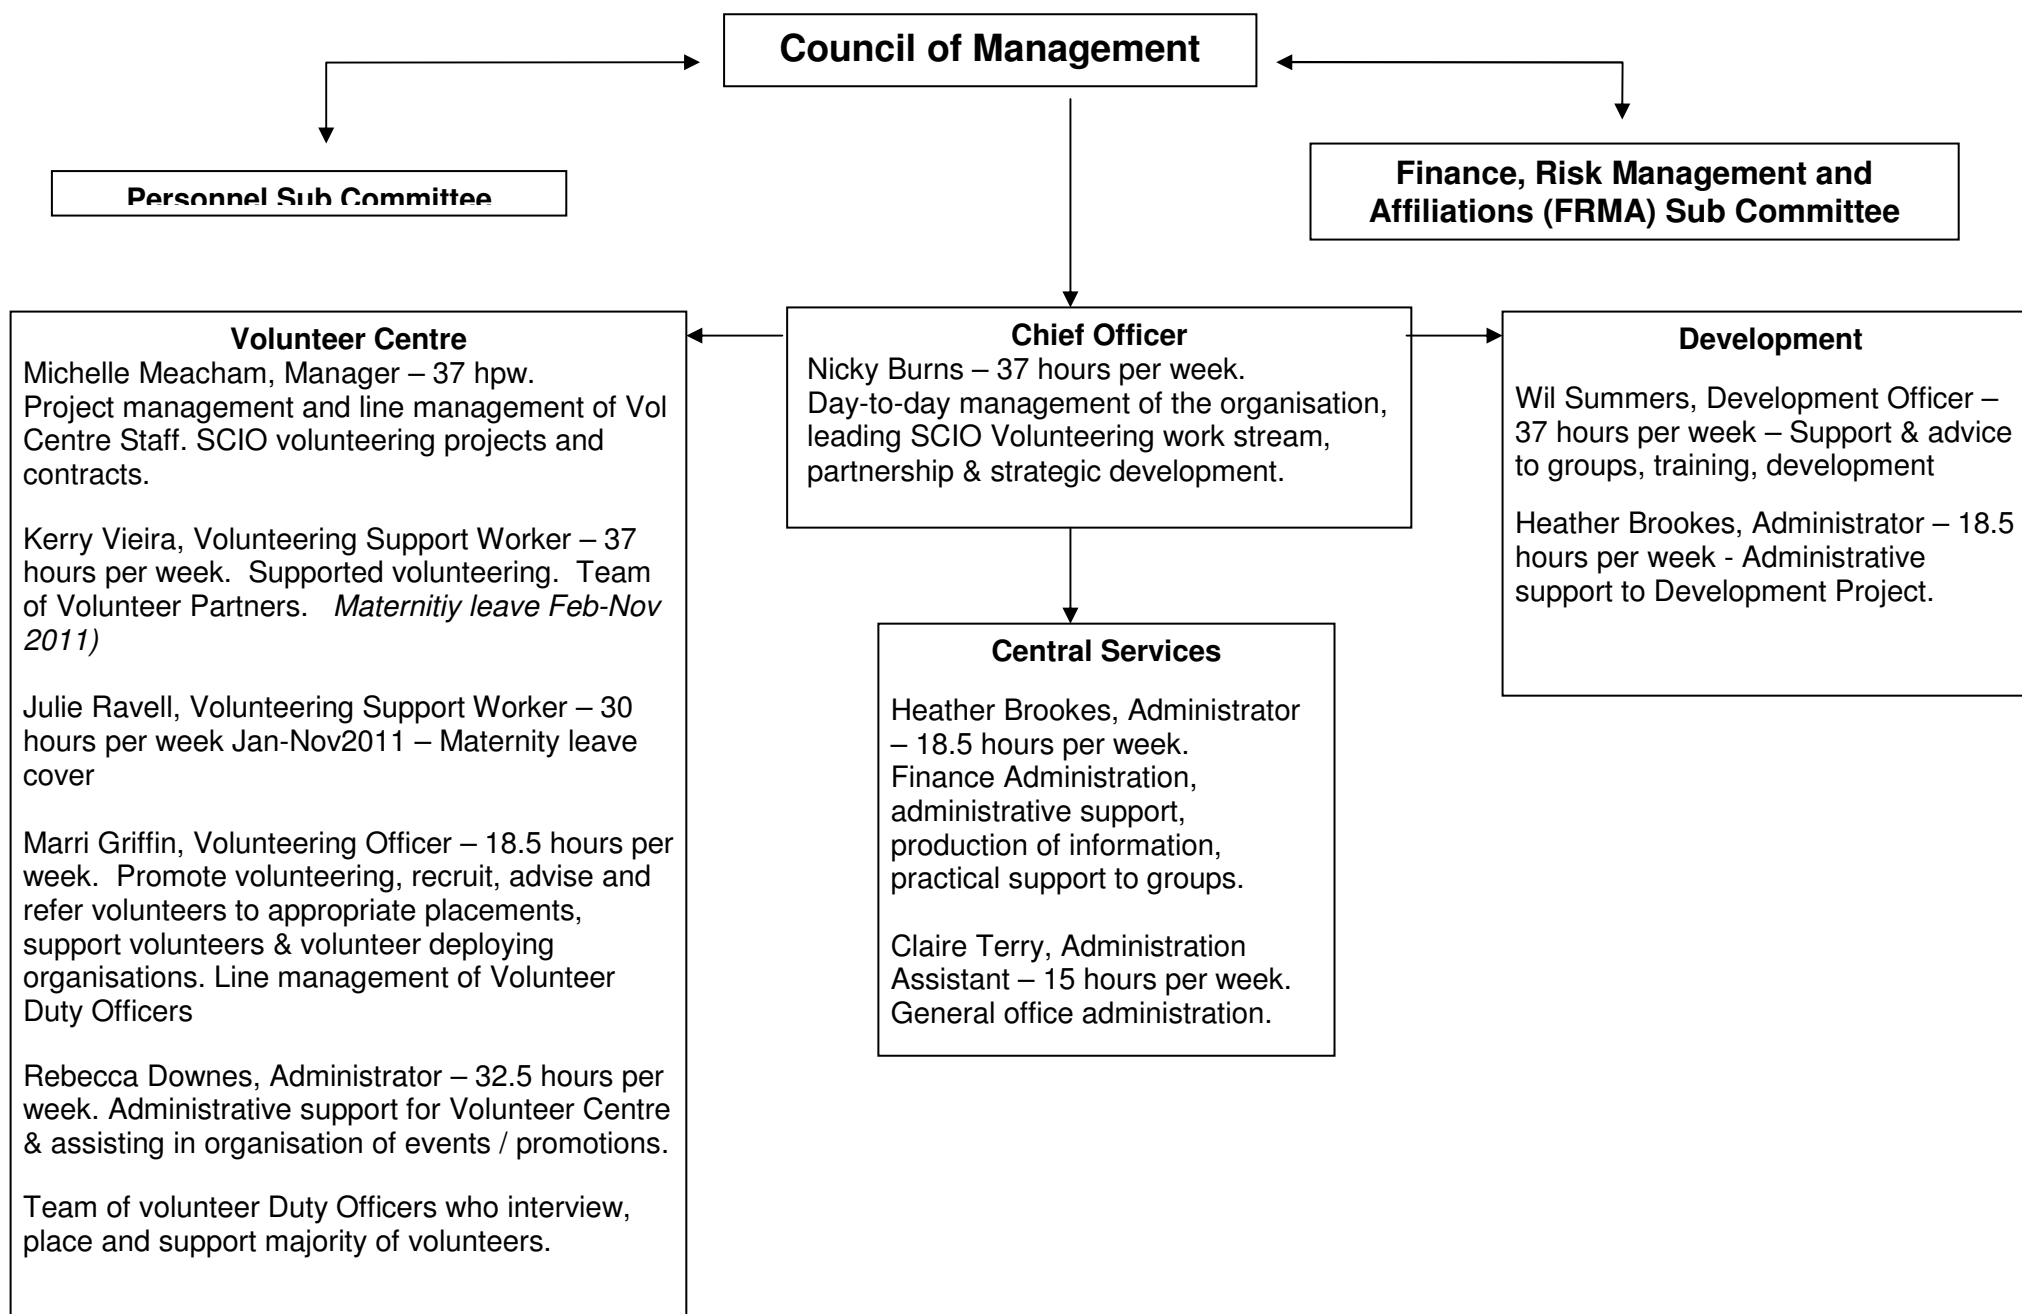 Council of Management
Personnel Sub Committee
Finance, Risk Management and
Affiliations (FRMA) Sub Committee
Volunteer Centre
Michelle Meacham, Manager – 37 hpw.
Project management and line management of Vol
Centre Staff. SCIO volunteering projects and
contracts.
Kerry Vieira, Volunteering Support Worker – 37
hours per week.  Supported volunteering.  Team
of Volunteer Partners.   Maternitiy leave Feb-Nov
2011)
Julie Ravell, Volunteering Support Worker – 30
hours per week Jan-Nov2011 – Maternity leave
cover
Marri Griffin, Volunteering Officer – 18.5 hours per
week.  Promote volunteering, recruit, advise and
refer volunteers to appropriate placements,
support volunteers & volunteer deploying
organisations. Line management of Volunteer
Duty Officers
Rebecca Downes, Administrator – 32.5 hours per
week. Administrative support for Volunteer Centre
& assisting in organisation of events / promotions.
Team of volunteer Duty Officers who interview,
place and support majority of volunteers.
Chief Officer
Nicky Burns – 37 hours per week.
Day-to-day management of the organisation,
leading SCIO Volunteering work stream,
partnership & strategic development.
Central Services
Heather Brookes, Administrator
– 18.5 hours per week.
Finance Administration,
administrative support,
production of information,
practical support to groups.
Claire Terry, Administration
Assistant – 15 hours per week.
General office administration.
Development
Wil Summers, Development Officer –
37 hours per week – Support & advice
to groups, training, development
Heather Brookes, Administrator – 18.5
hours per week - Administrative
support to Development Project.